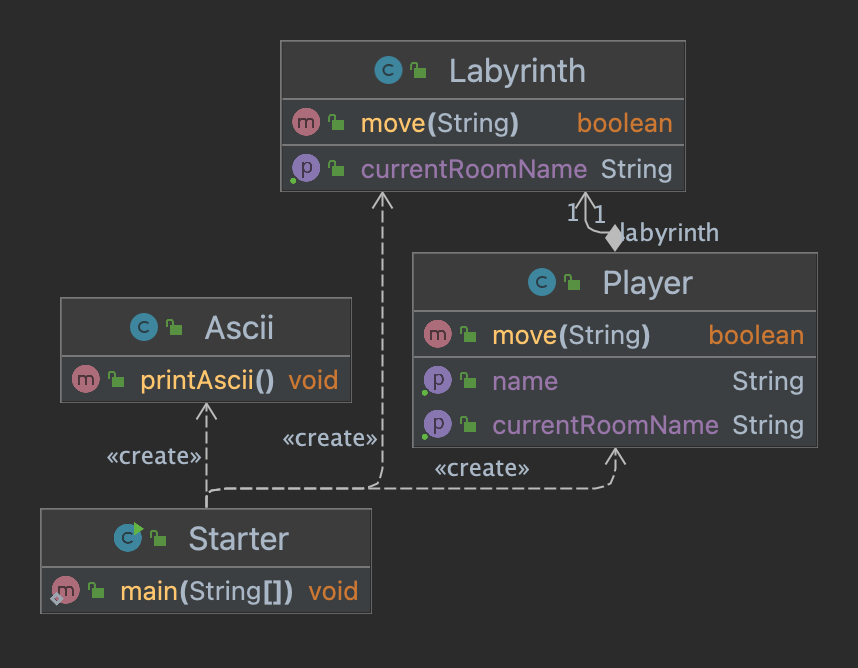 Labyrinth
move(String) boolean
currentRoomName String
1 1
labyrinth
Player
move(String) boolean
name String
currentRoomName String
Ascii
printAscii() void
«create»
«create»
«create»
Starter
main(String[]) void